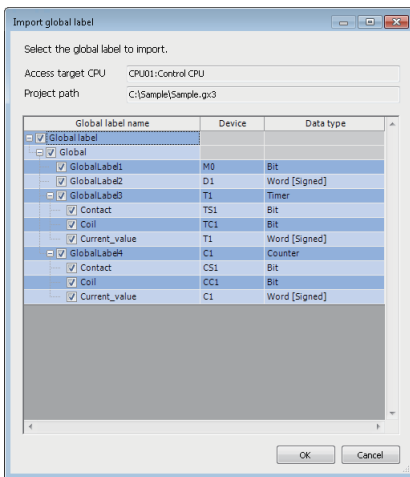 Import global label
Select the global label to import.
Access target CPU CPU01:Control CPU
Project path C:\Sample\Sample.gx3
Global label name Device Data type
Global label
Global
GlobalLabel1 M0 Bit
GlobalLabel2 D1 Word [Signed]
GlobalLabel3 T1 Timer
Contact TS1 Bit
Coil TC1 Bit
Current_value T1 Word [Signed]
GlobalLabel4 C1 Counter
Contact CS1 Bit
Coil CC1 Bit
Current_value C1 Word [Signed]
OK Cancel